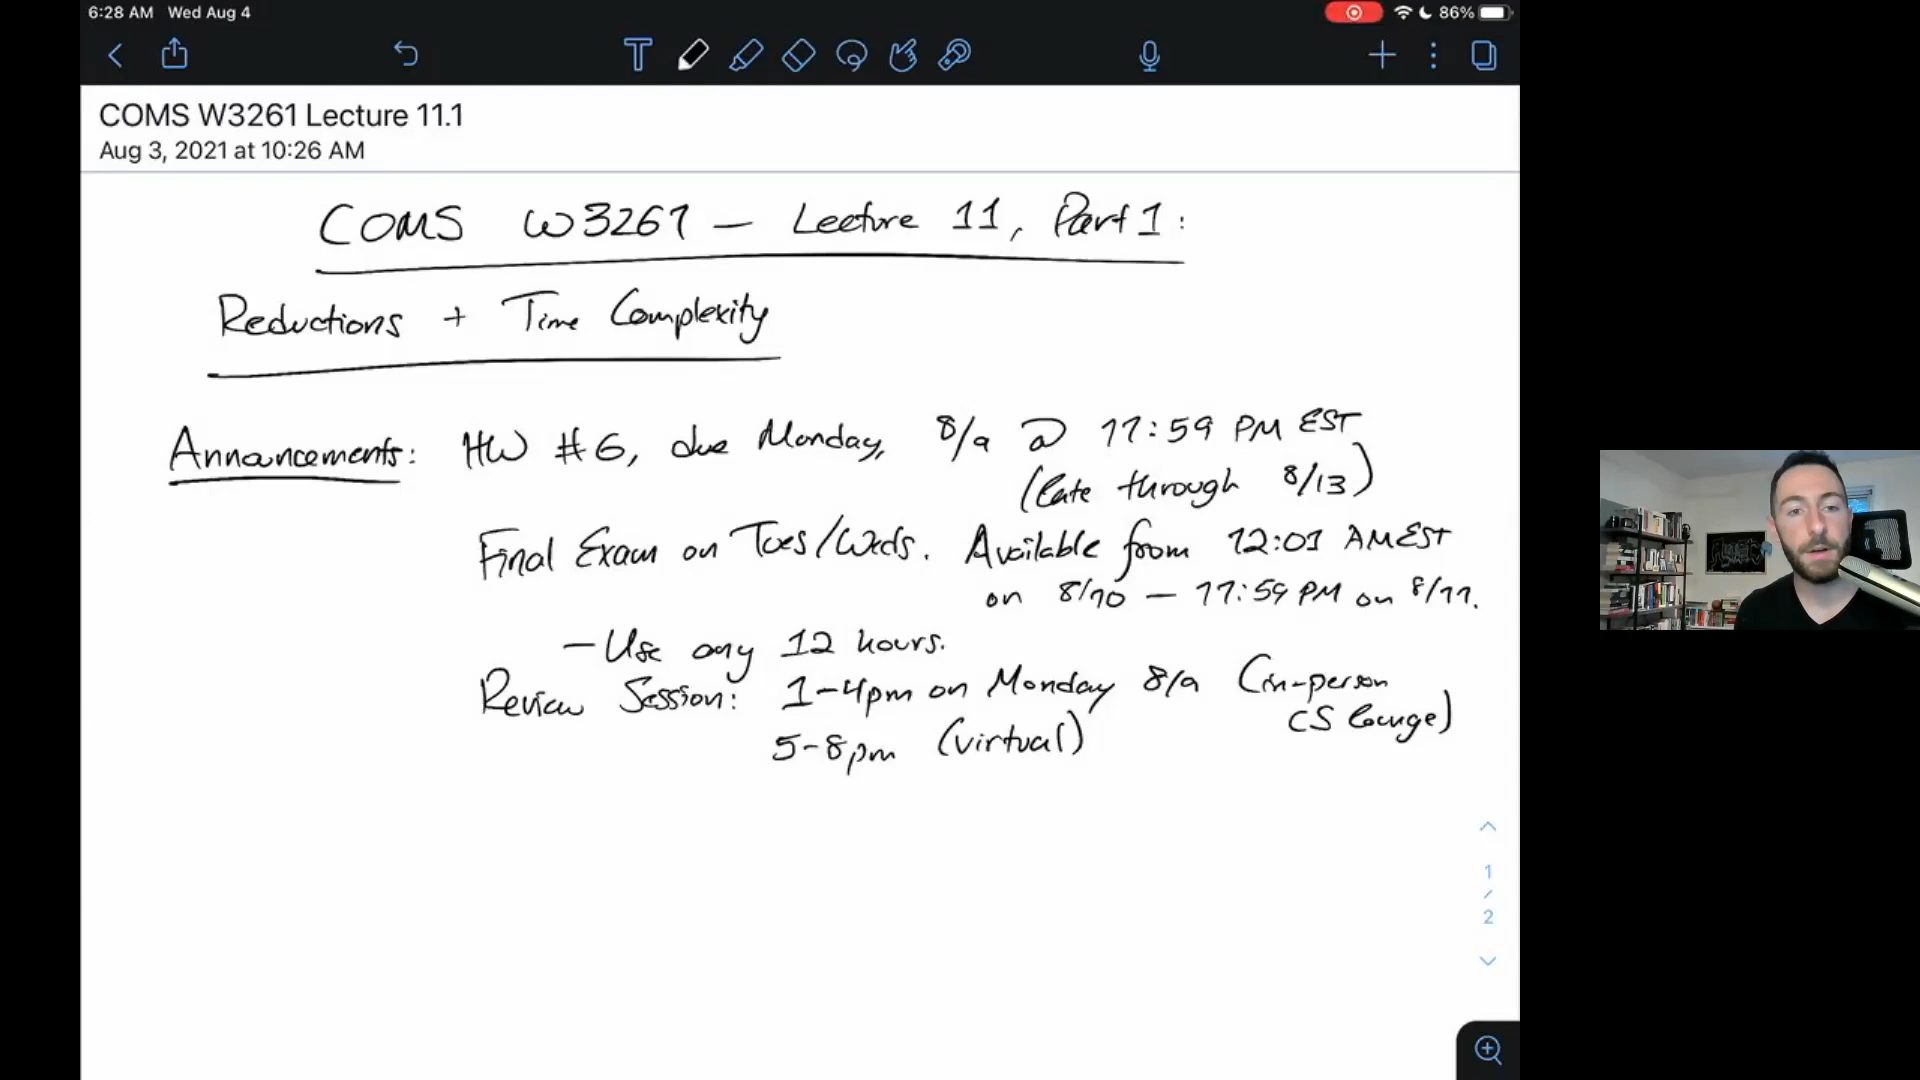 6:28 AM Wed Aug 4
86%
COMS W3261 Lecture 11.1
Aug 3, 2021 at 10:26 AM
COMS W3261 – Lecture 11, Part 1:
Reductions + Time Complexity
Announcements: HW #6, due Monday, 8/9 @ 11:59 PM EST
(late through 8/13)
Final Exam on Tues/Weds. Available from 12:01 AM EST
on 8/10 – 11:59 PM on 8/11.
– Use any 12 hours.
Review Session: 1-4pm on Monday 8/9 (in-person
CS lounge)
5-8pm (virtual)
1
/
2